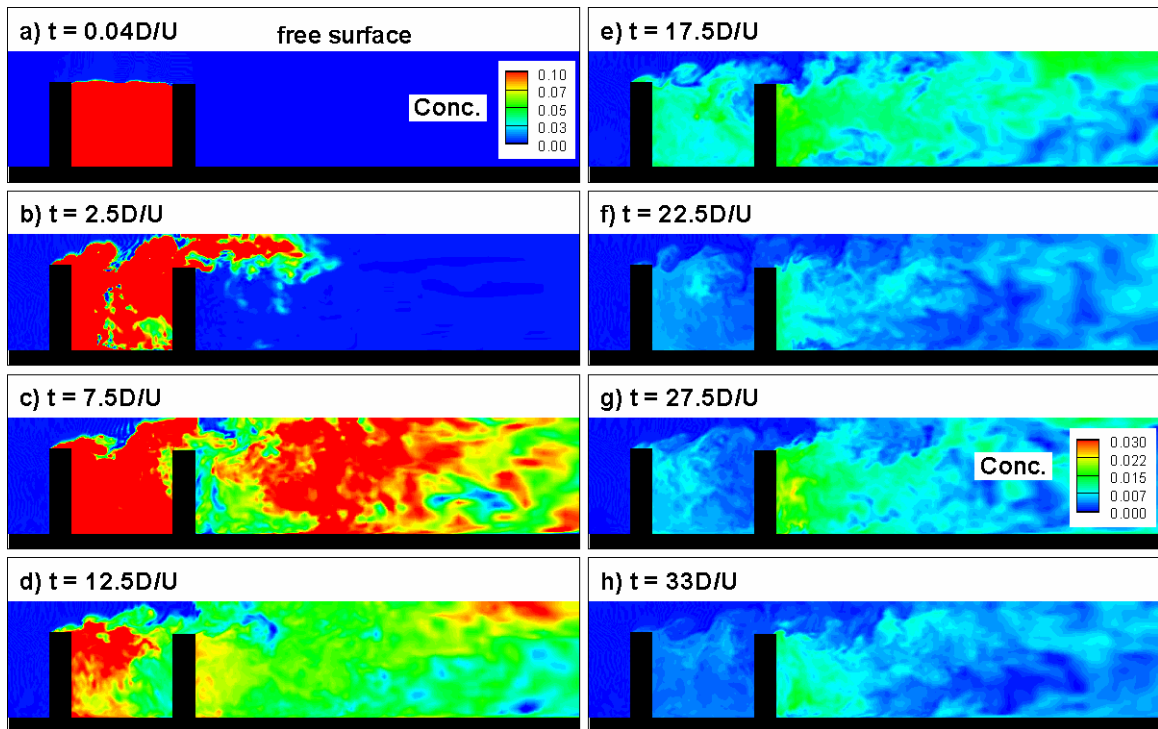 a) t = 0.04D/U
free surface
Conc.
0.10
0.07
0.05
0.03
0.00
b) t = 2.5D/U
c) t = 7.5D/U
d) t = 12.5D/U
e) t = 17.5D/U
f) t = 22.5D/U
g) t = 27.5D/U
Conc.
0.030
0.022
0.015
0.007
0.000
h) t = 33D/U